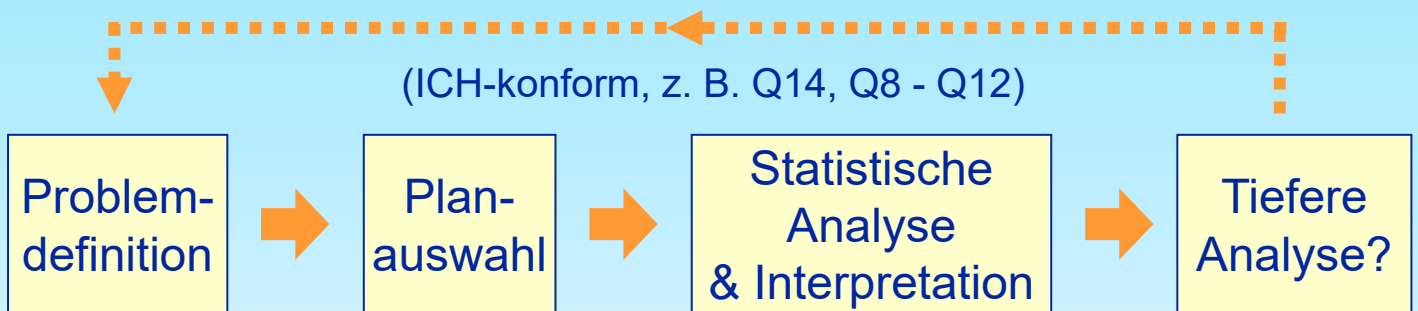 (ICH-konform, z. B. Q14, Q8 - Q12)
Problem-
definition
Plan-
auswahl
Statistische
Analyse
& Interpretation
Tiefere
Analyse?